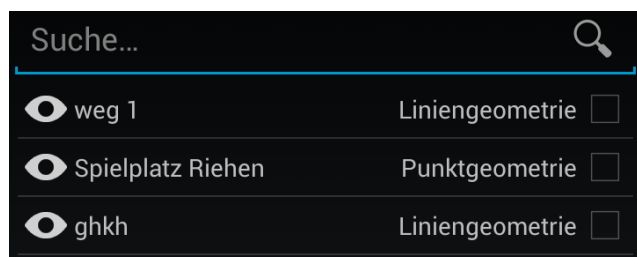 Suche...
weg 1 Liniengeometrie
Spielplatz Riehen Punktgeometrie
ghkh Liniengeometrie